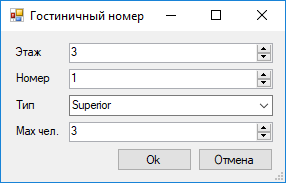 Гостиничный номер
Этаж 3
Номер 1
Тип Superior
Мах чел. 3
Ok Отмена